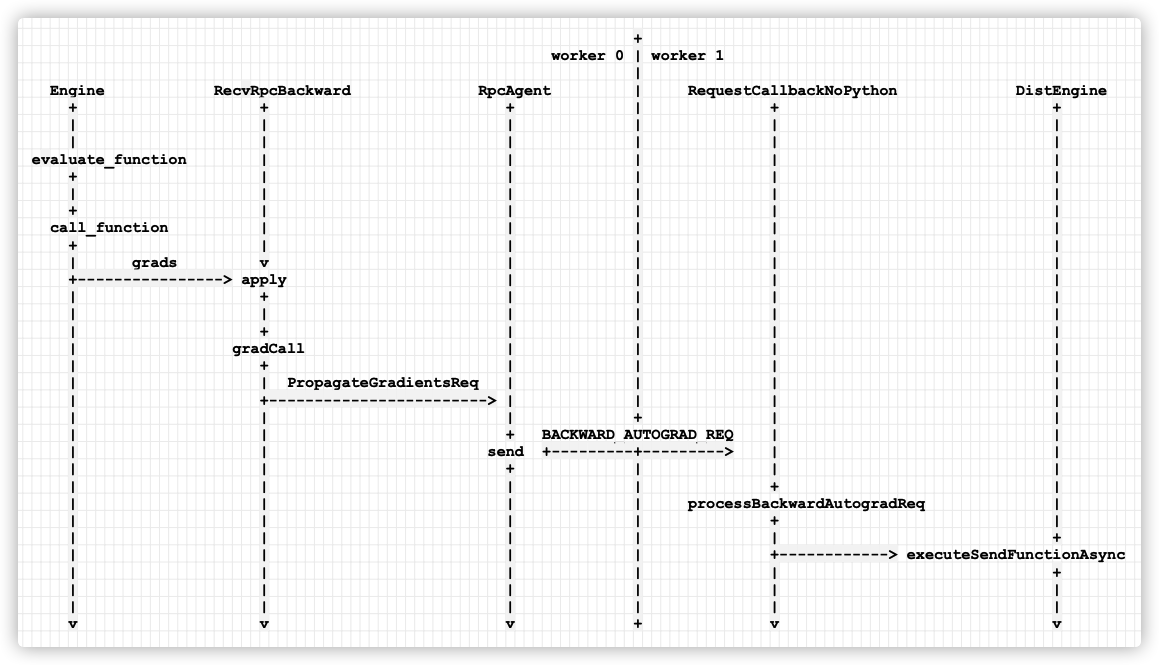 worker 0 | worker 1
Engine RecvRpcBackward RpcAgent RequestCallbackNoPython DistEngine
evaluate_function
call_function
grads
apply
gradCall
PropagateGradientsReq
BACKWARD_AUTOGRAD_REQ
send
processBackwardAutogradReq
executeSendFunctionAsync